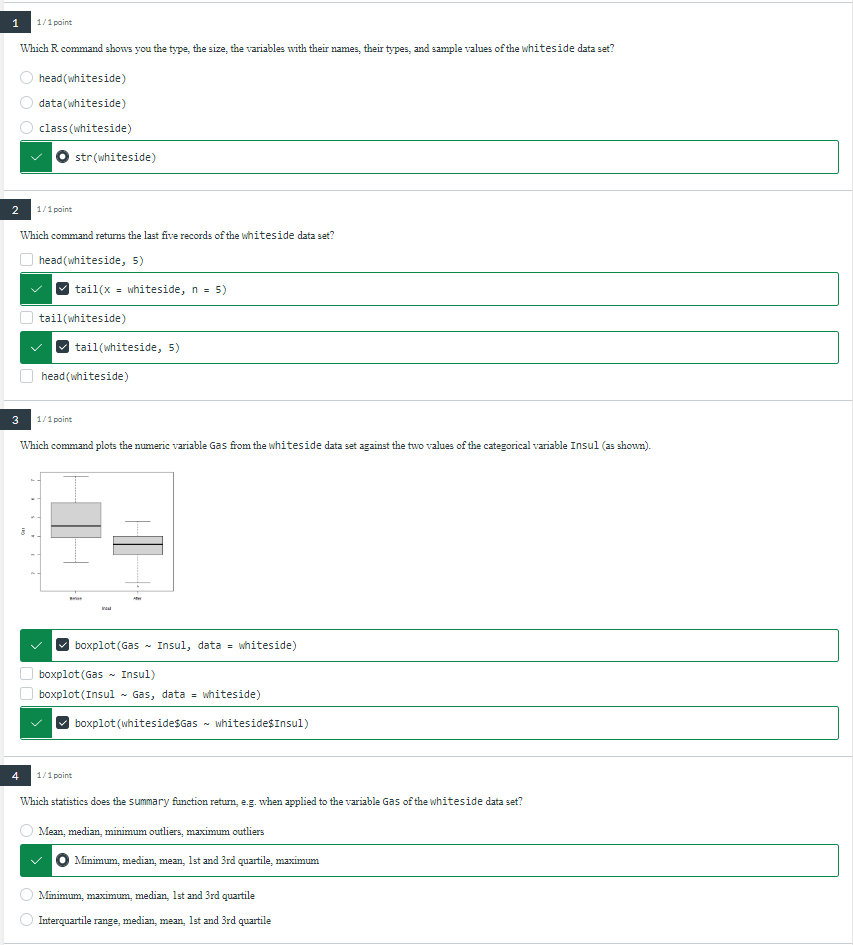 1
1 / 1 point
Which R command shows you the type, the size, the variables with their names, their types, and sample values of the whiteside data set?
head(whiteside)
data(whiteside)
class(whiteside)
str(whiteside)
2
1 / 1 point
Which command returns the last five records of the whiteside data set?
head(whiteside, 5)
tail(x = whiteside, n = 5)
tail(whiteside)
tail(whiteside, 5)
head(whiteside)
3
1 / 1 point
Which command plots the numeric variable Gas from the whiteside data set against the two values of the categorical variable Insul (as shown).
7
6
5
4
3
2
Gas
Before After
Insul
boxplot(Gas ~ Insul, data = whiteside)
boxplot(Gas ~ Insul)
boxplot(Insul ~ Gas, data = whiteside)
boxplot(whiteside$Gas ~ whiteside$Insul)
4
1 / 1 point
Which statistics does the summary function return, e.g. when applied to the variable Gas of the whiteside data set?
Mean, median, minimum outliers, maximum outliers
Minimum, median, mean, 1st and 3rd quartile, maximum
Minimum, maximum, median, 1st and 3rd quartile
Interquartile range, median, mean, 1st and 3rd quartile